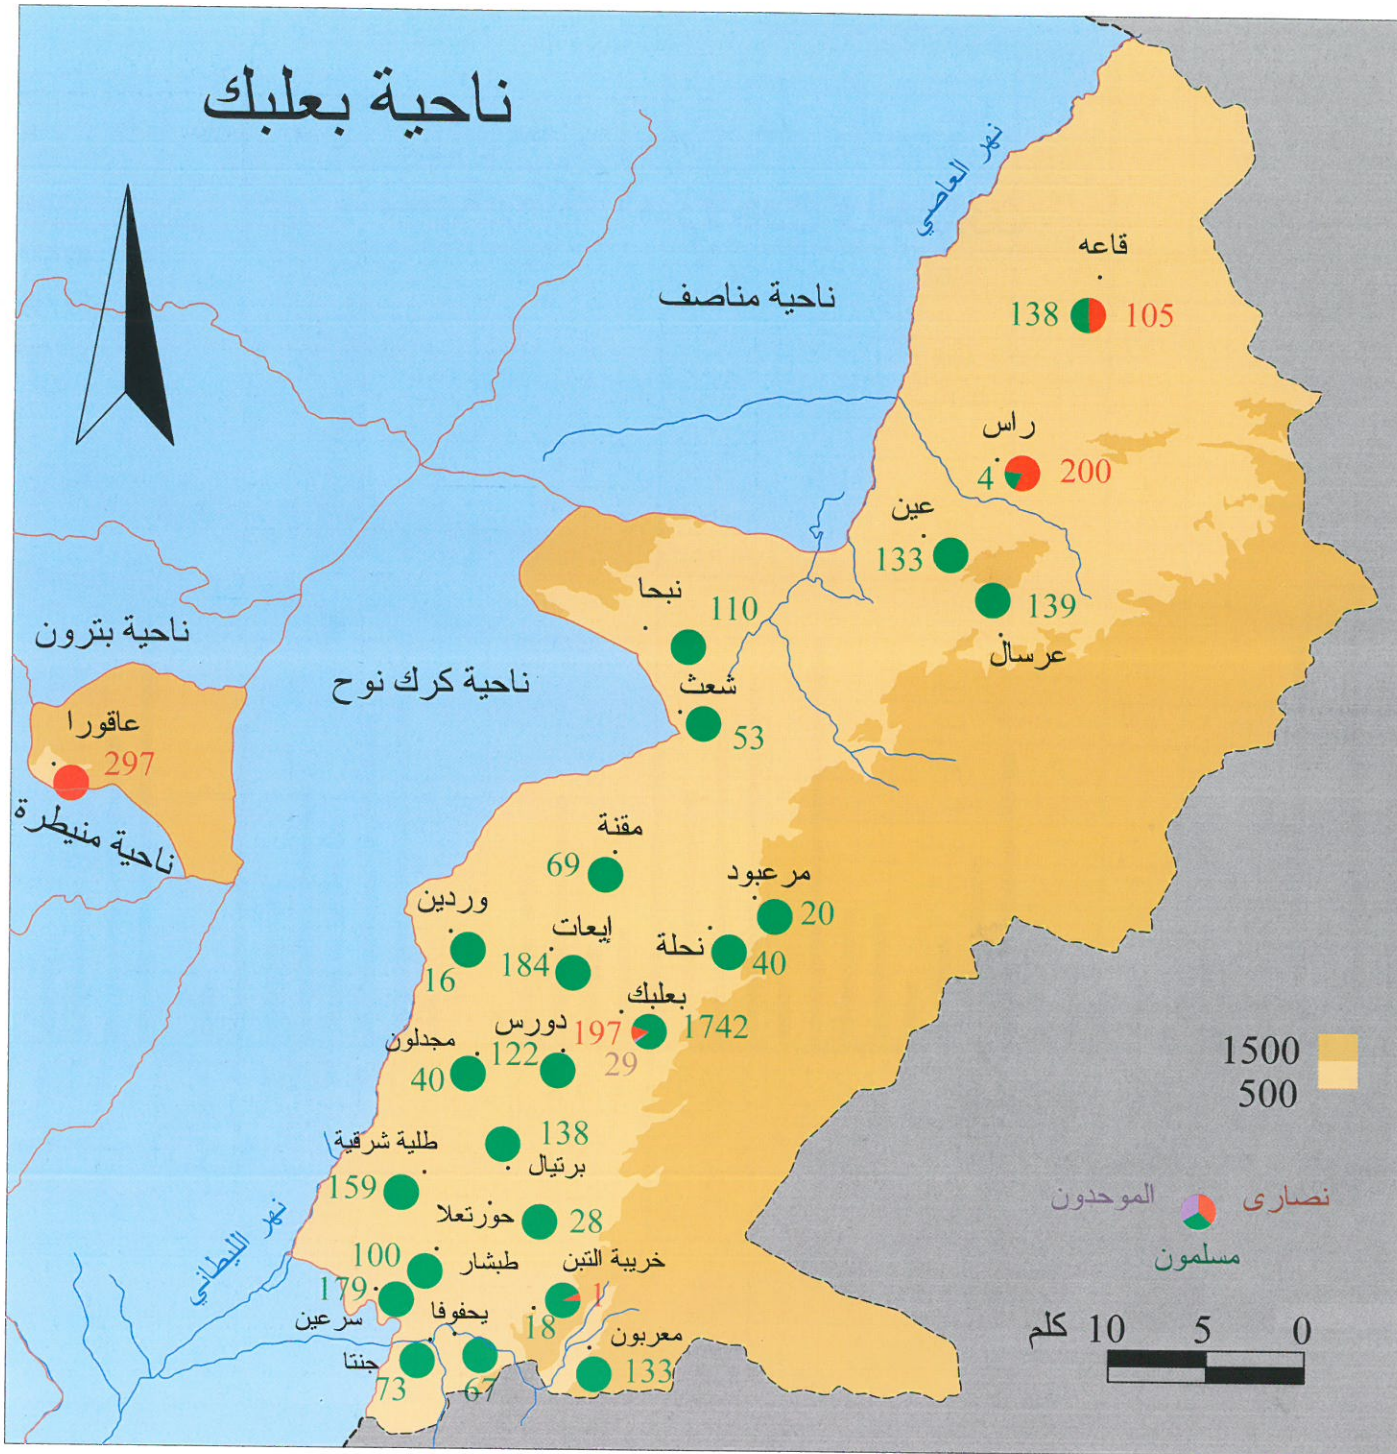 ناحية بعلبك
نهر العاصي
قاعه
138 105
ناحية مناصف
راس
4 200
عين
133
139
عرسال
نبحا
110
شعث
53
ناحية بترون
ناحية كرك نوح
عاقورا
297
ناحية منيطرة
مقنة
69
مرعبود
20
وردين
16
إيعات
184
نحلة
40
بعلبك
197 1742
29
دورس
122
مجدلون
40
1500
500
138
برتيال
طلية شرقية
159
حورتعلا
28
نهر الليطاني
100
طبشار
179
سرعين
خريبة التبن
1
18
يحفوفا
67
جنتا
73
معربون
133
الموحدون
نصارى
مسلمون
كلم 10 5 0